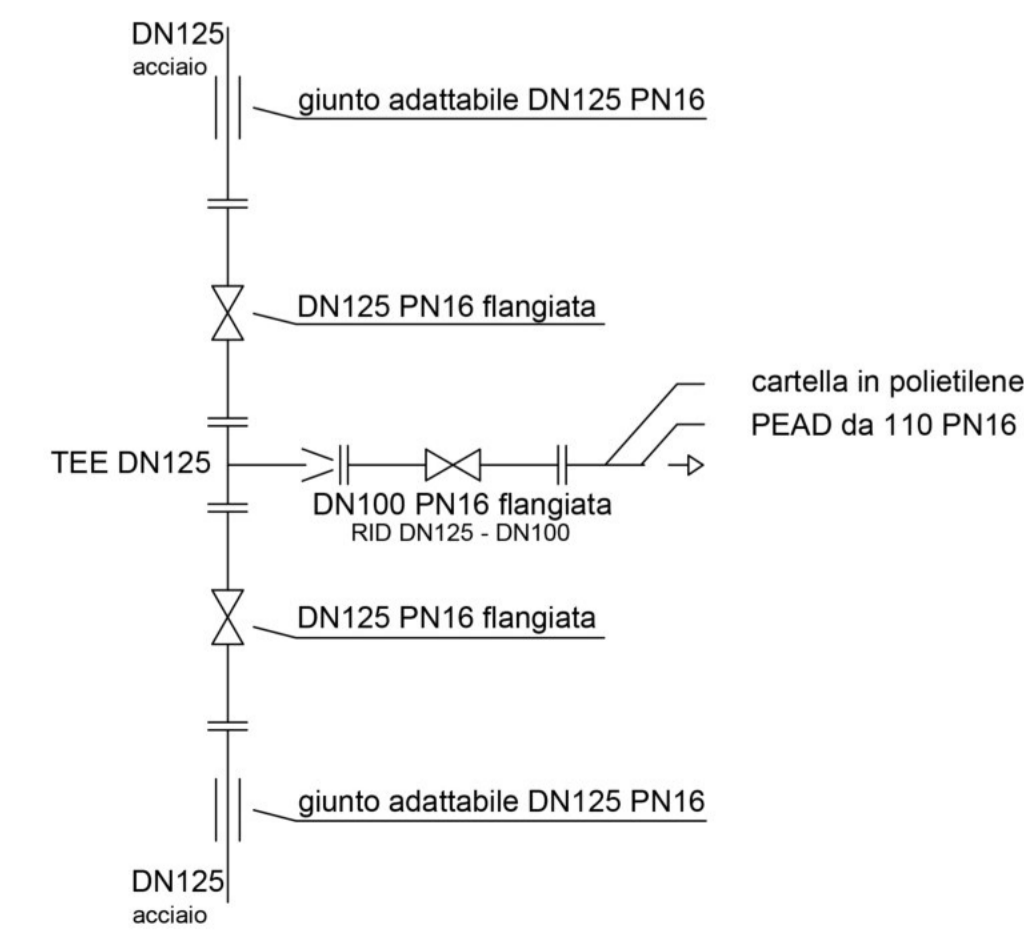 DN125
acciaio
giunto adattabile DN125 PN16
DN125 PN16 flangiata
cartella in polietilene
PEAD da 110 PN16
TEE DN125
DN100 PN16 flangiata
RID DN125 - DN100
DN125 PN16 flangiata
giunto adattabile DN125 PN16
DN125
acciaio